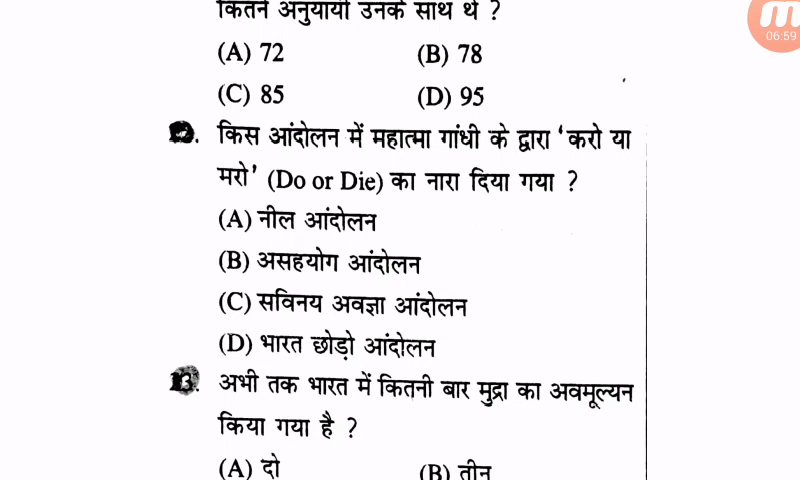 कितने अनुयायी उनके साथ थे ?
(A) 72 (B) 78
(C) 85 (D) 95
किस आंदोलन में महात्मा गांधी के द्वारा ‘करो या
मरो’ (Do or Die) का नारा दिया गया ?
(A) नील आंदोलन
(B) असहयोग आंदोलन
(C) सविनय अवज्ञा आंदोलन
(D) भारत छोड़ो आंदोलन
13. अभी तक भारत में कितनी बार मुद्रा का अवमूल्यन
किया गया है ?
(A) दो (B) तीन
06:59